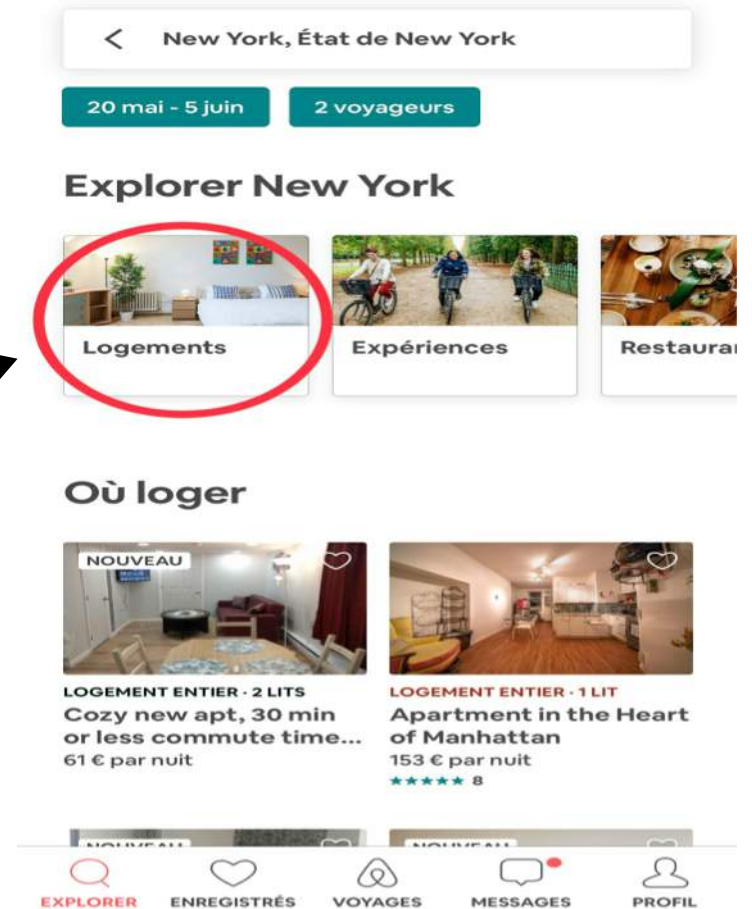 New York, État de New York
20 mai - 5 juin
2 voyageurs
Explorer New York
Logements
Expériences
Restauran
Où loger
NOUVEAU
LOGEMENT ENTIER · 2 LITS
Cozy new apt, 30 min
or less commute time...
61 € par nuit
LOGEMENT ENTIER · 1 LIT
Apartment in the Heart
of Manhattan
153 € par nuit
★★★★★ 8
NOUVEAU
NOUVEAU
EXPLORER
ENREGISTRÉS
VOYAGES
MESSAGES
PROFIL